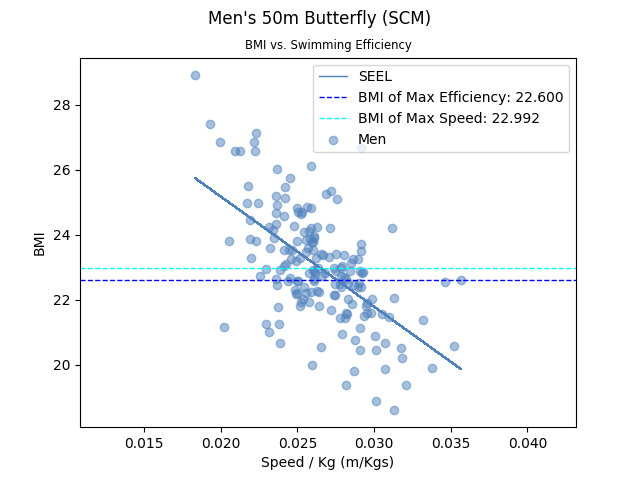 Men's 50m Butterfly (SCM)
BMI vs. Swimming Efficiency
SEEL
BMI of Max Efficiency: 22.600
BMI of Max Speed: 22.992
Men
BMI
28
26
24
22
20
0.015 0.020 0.025 0.030 0.035 0.040
Speed / Kg (m/Kgs)